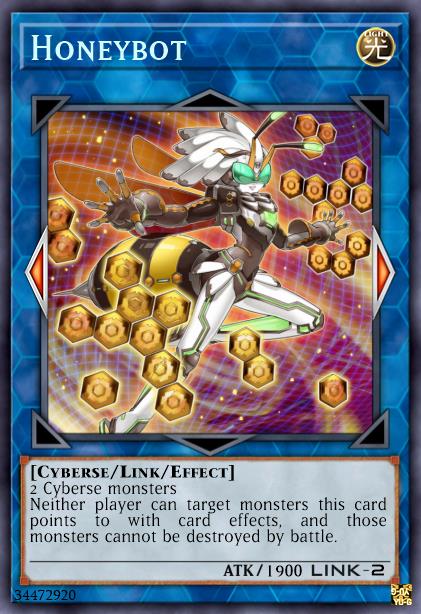 Honeybot
LIGHT
光
[Cyberse/Link/Effect]
2 Cyberse monsters
Neither player can target monsters this card
points to with card effects, and those
monsters cannot be destroyed by battle.
ATK/1900 LINK-2
34472920